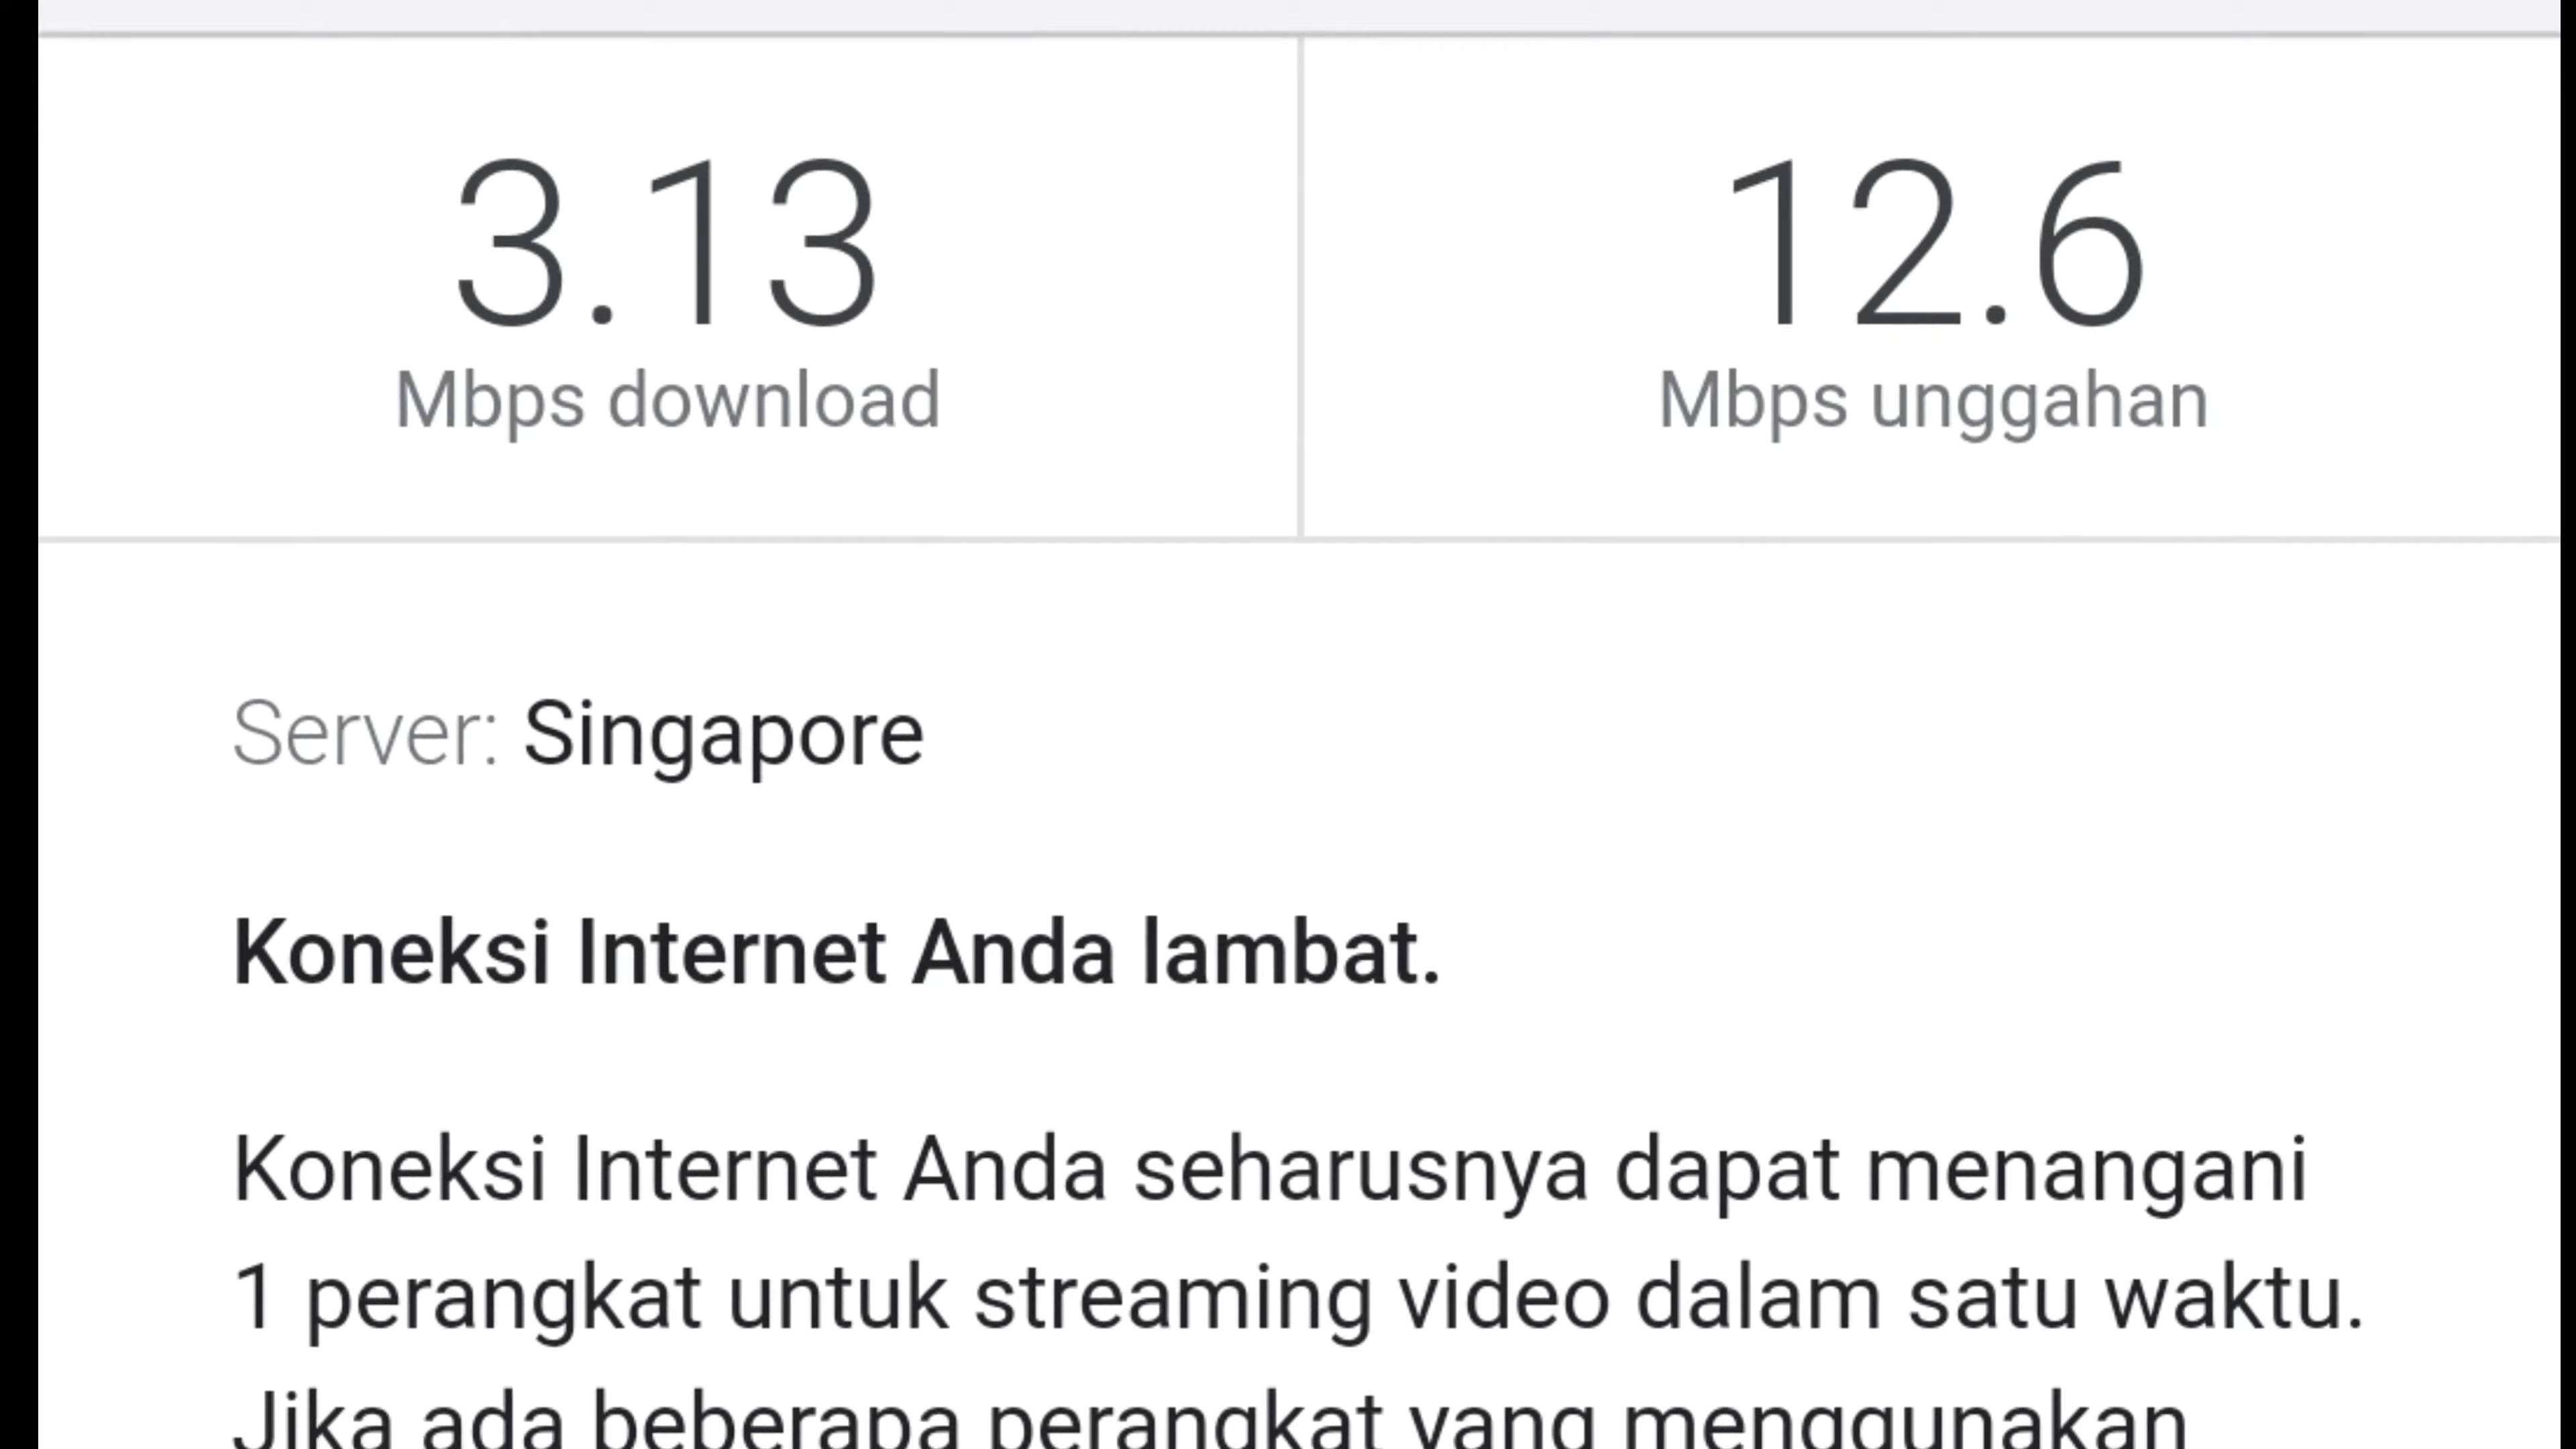 3.13
Mbps download
12.6
Mbps unggahan
Server: Singapore
Koneksi Internet Anda lambat.
Koneksi Internet Anda seharusnya dapat menangani
1 perangkat untuk streaming video dalam satu waktu.
Jika ada beberapa perangkat yang menggunakan